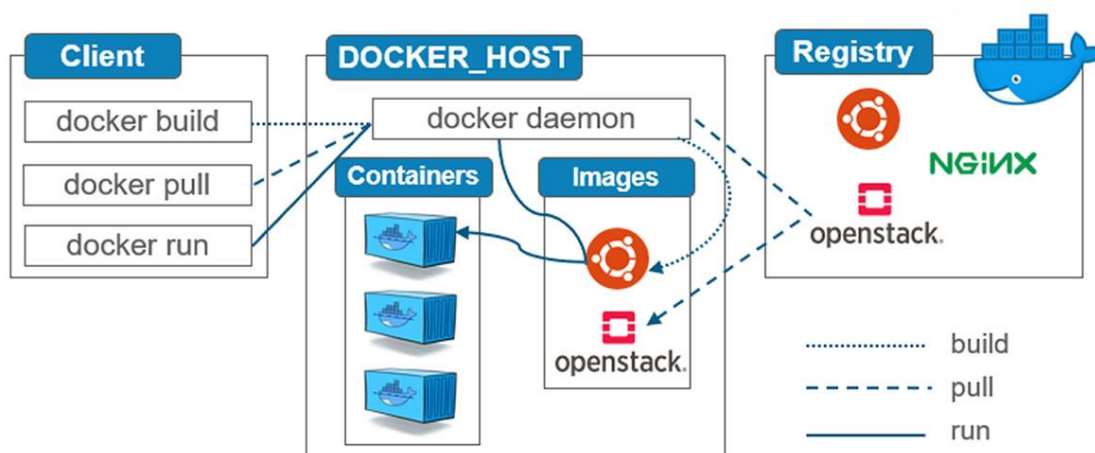 Client
docker build
docker pull
docker run
DOCKER_HOST
docker daemon
Containers
Images
openstack.
Registry
NGINX
openstack.
build
pull
run